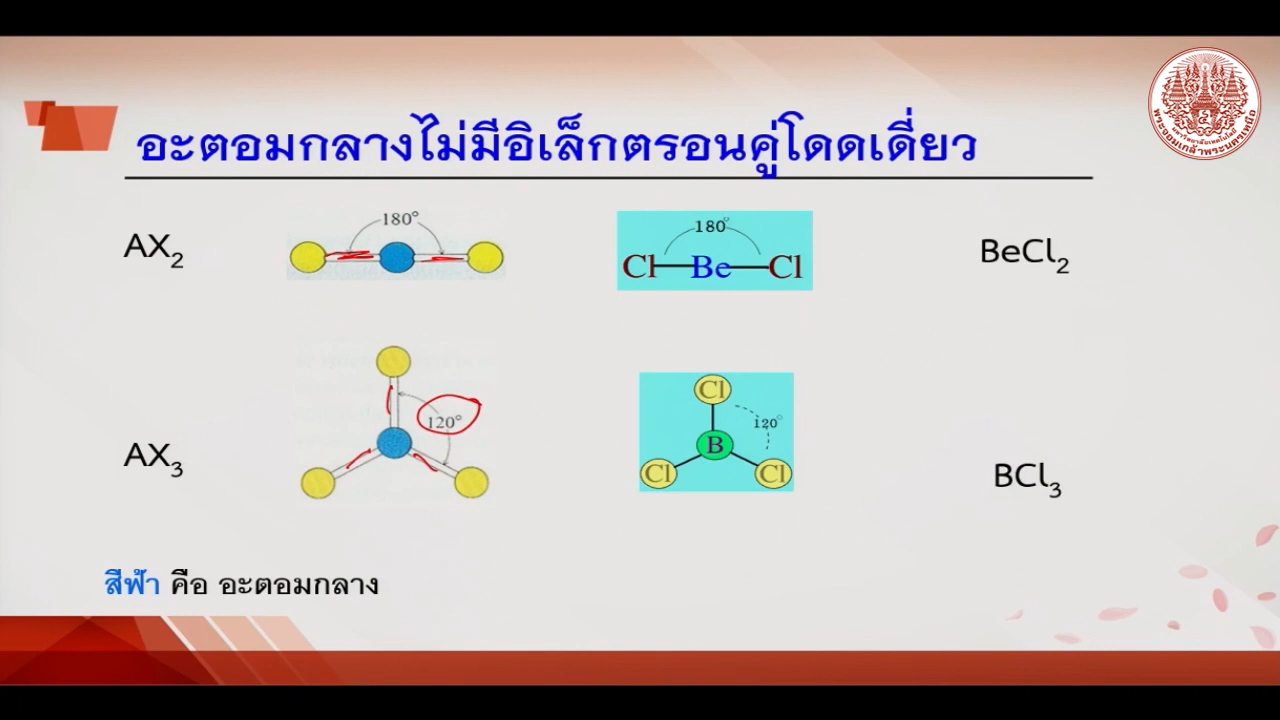 อะตอมกลางไม่มีอิเล็กตรอนคู่โดดเดี่ยว
AX₂
180°
180°
Cl—Be—Cl
BeCl₂
AX₃
120°
Cl
120°
B
Cl
Cl
BCl₃
สีฟ้า คือ อะตอมกลาง